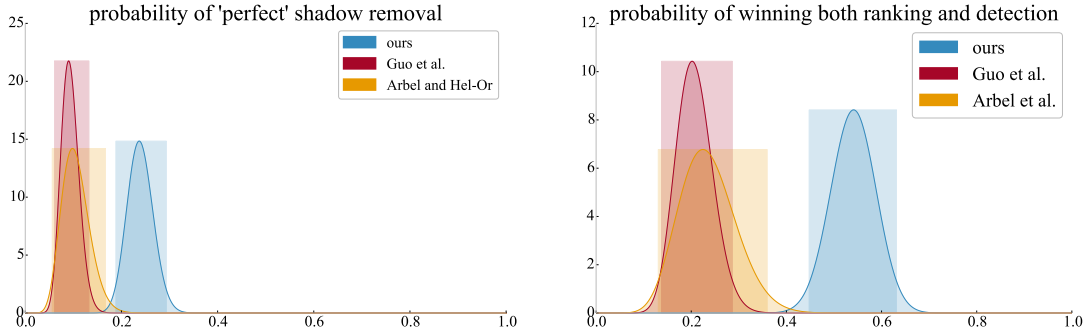 probability of 'perfect' shadow removal
25
20
15
10
5
0
0.0 0.2 0.4 0.6 0.8 1.0
ours
Guo et al.
Arbel and Hel-Or
probability of winning both ranking and detection
12
10
8
6
4
2
0
0.0 0.2 0.4 0.6 0.8 1.0
ours
Guo et al.
Arbel et al.